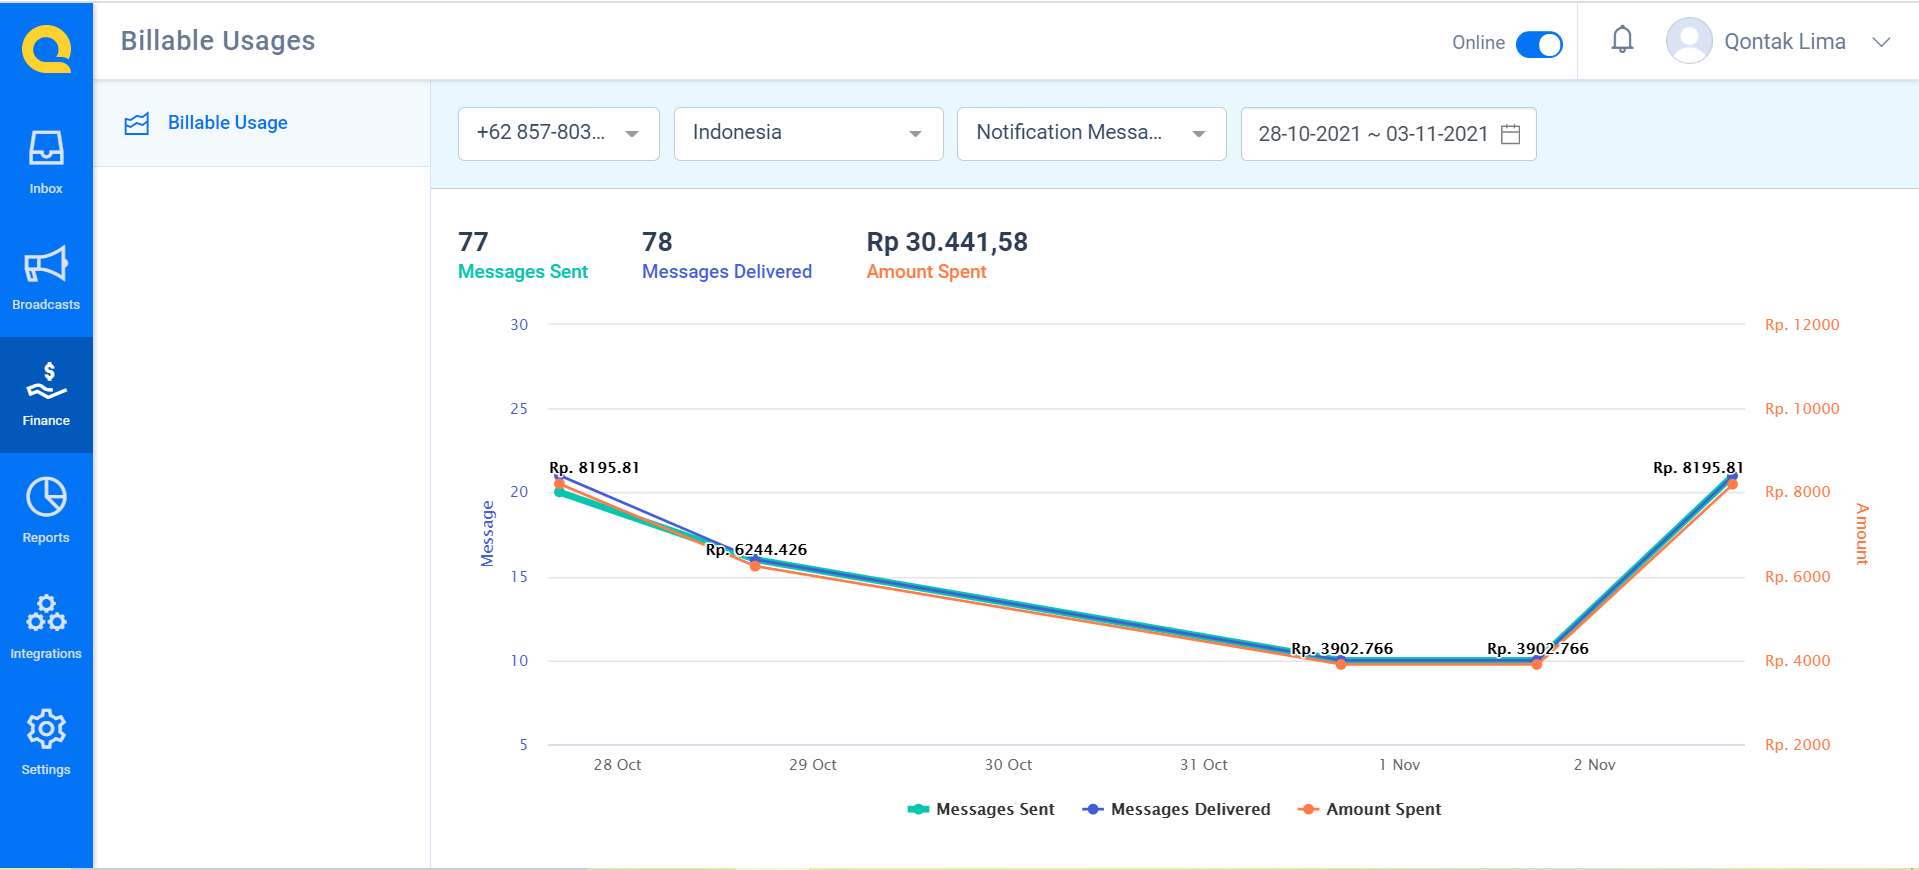 Billable Usages
Online
Qontak Lima
Inbox
Broadcasts
Finance
Reports
Integrations
Settings
Billable Usage
+62 857-803...
Indonesia
Notification Messa...
28-10-2021 ~ 03-11-2021
77
Messages Sent
78
Messages Delivered
Rp 30.441,58
Amount Spent
30
25
20
15
10
5
Message
Rp. 8195.81
Rp. 6244.426
Rp. 3902.766
Rp. 3902.766
Rp. 8195.81
Rp. 12000
Rp. 10000
Rp. 8000
Rp. 6000
Rp. 4000
Rp. 2000
Amount
28 Oct
29 Oct
30 Oct
31 Oct
1 Nov
2 Nov
Messages Sent
Messages Delivered
Amount Spent